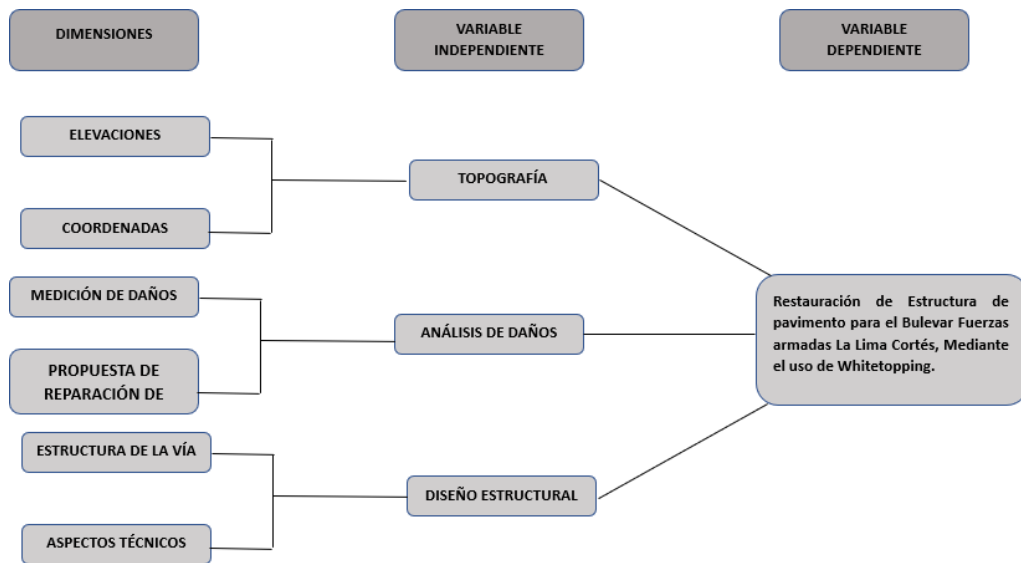 DIMENSIONES
VARIABLE
INDEPENDIENTE
VARIABLE
DEPENDIENTE
ELEVACIONES
COORDENADAS
TOPOGRAFÍA
MEDICIÓN DE DAÑOS
PROPUESTA DE
REPARACIÓN DE
ANÁLISIS DE DAÑOS
ESTRUCTURA DE LA VÍA
ASPECTOS TÉCNICOS
DISEÑO ESTRUCTURAL
Restauración de Estructura de
pavimento para el Bulevar Fuerzas
armadas La Lima Cortés, Mediante
el uso de Whitetopping.